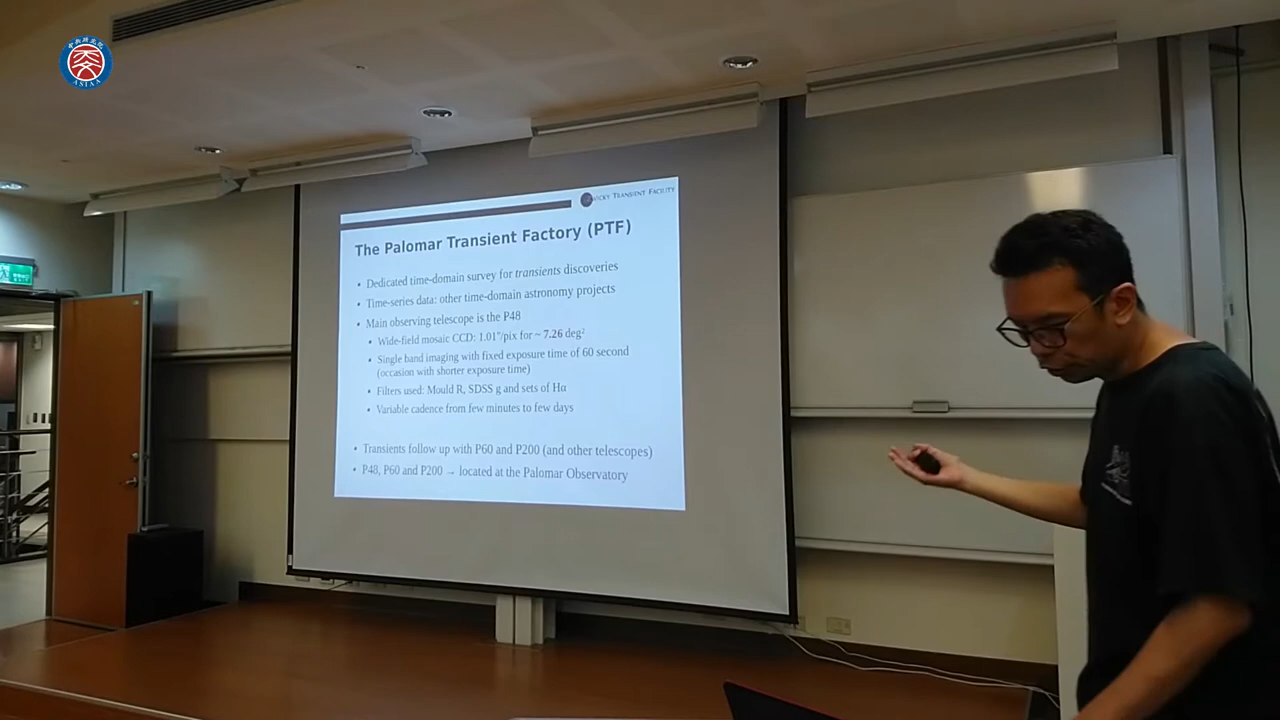 ASIAA
TRANSIENT FACILITY
The Palomar Transient Factory (PTF)
• Dedicated time-domain survey for transients discoveries
• Time-series data: other time-domain astronomy projects
• Main observing telescope is the P48
• Wide-field mosaic CCD: 1.01"/pix for ~ 7.26 deg²
• Single band imaging with fixed exposure time of 60 second
(occasion with shorter exposure time)
• Filters used: Mould R, SDSS g and sets of Hα
• Variable cadence from few minutes to few days
• Transients follow up with P60 and P200 (and other telescopes)
• P48, P60 and P200 → located at the Palomar Observatory